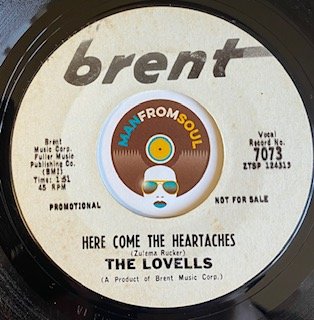 brent
Brent
Music Corp.
Fuller Music
Publishing Co.
(BMI)
Time: 1:51
45 RPM
Vocal
Record No.
7073
ZTSP 124313
MANFROMSOUL
PROMOTIONAL
NOT FOR SALE
HERE COME THE HEARTACHES
(Zulema Rucker)
THE LOVELLS
(A Product of Brent Music Corp.)